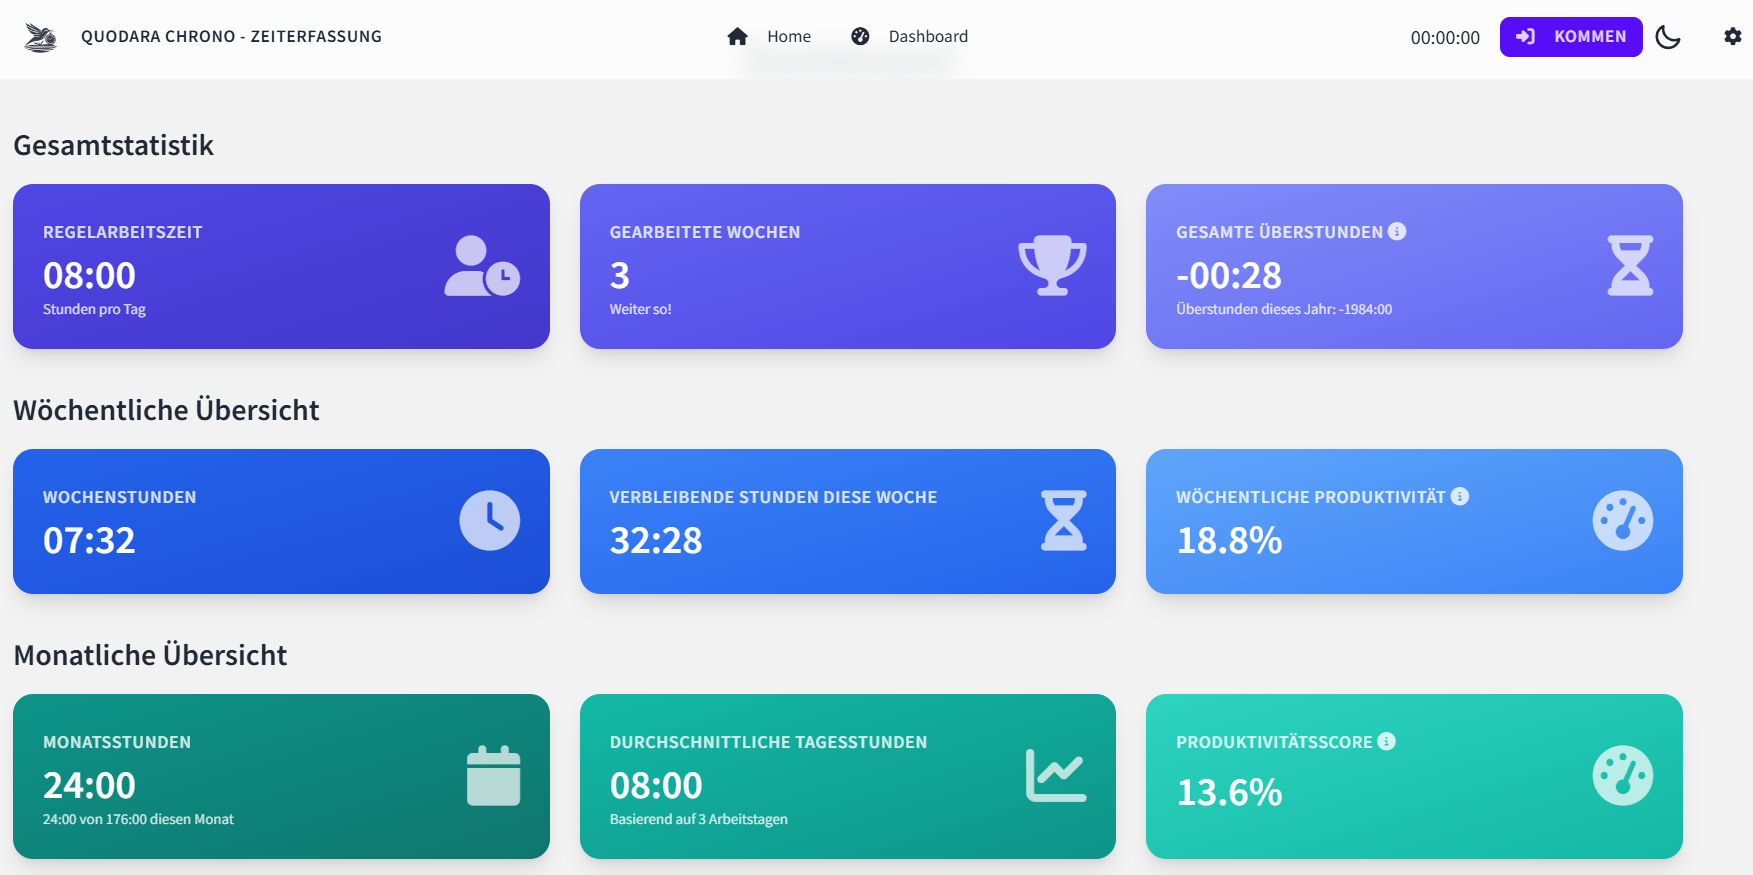 QUODARA CHRONO - ZEITERFASSUNG
Home
Dashboard
00:00:00
KOMMEN
Gesamtstatistik
REGELARBEITSZEIT
08:00
Stunden pro Tag
GEARBEITETE WOCHEN
3
Weiter so!
GESAMTE ÜBERSTUNDEN
-00:28
Überstunden dieses Jahr: -1984:00
Wöchentliche Übersicht
WOCHENSTUNDEN
07:32
VERBLEIBENDE STUNDEN DIESE WOCHE
32:28
WÖCHENTLICHE PRODUKTIVITÄT
18.8%
Monatliche Übersicht
MONATSSTUNDEN
24:00
24:00 von 176:00 diesen Monat
DURCHSCHNITTLICHE TAGESSTUNDEN
08:00
Basierend auf 3 Arbeitstagen
PRODUKTIVITÄTSSCORE
13.6%